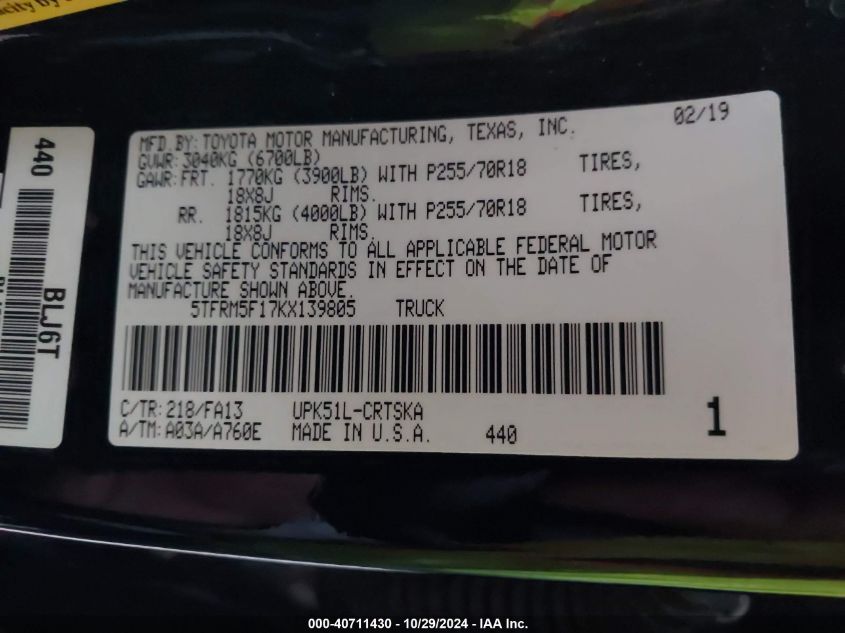 acity by
440
BLJ6T
MFD.BY:TOYOTA MOTOR MANUFACTURING, TEXAS, INC. 02/19
GVWR:3040KG (6700LB)
GAWR:FRT. 1770KG (3900LB) WITH P255/70R18 TIRES,
18X8J RIMS.
RR. 1815KG (4000LB) WITH P255/70R18 TIRES,
18X8J RIMS.
THIS VEHICLE CONFORMS TO ALL APPLICABLE FEDERAL MOTOR
VEHICLE SAFETY STANDARDS IN EFFECT ON THE DATE OF
MANUFACTURE SHOWN ABOVE.
5TFRM5F17KX139805 TRUCK
C/TR:218/FA13 UPK51L-CRTSKA
A/TM:A03A/A760E MADE IN U.S.A. 440 1
000-40711430 - 10/29/2024 - IAA Inc.